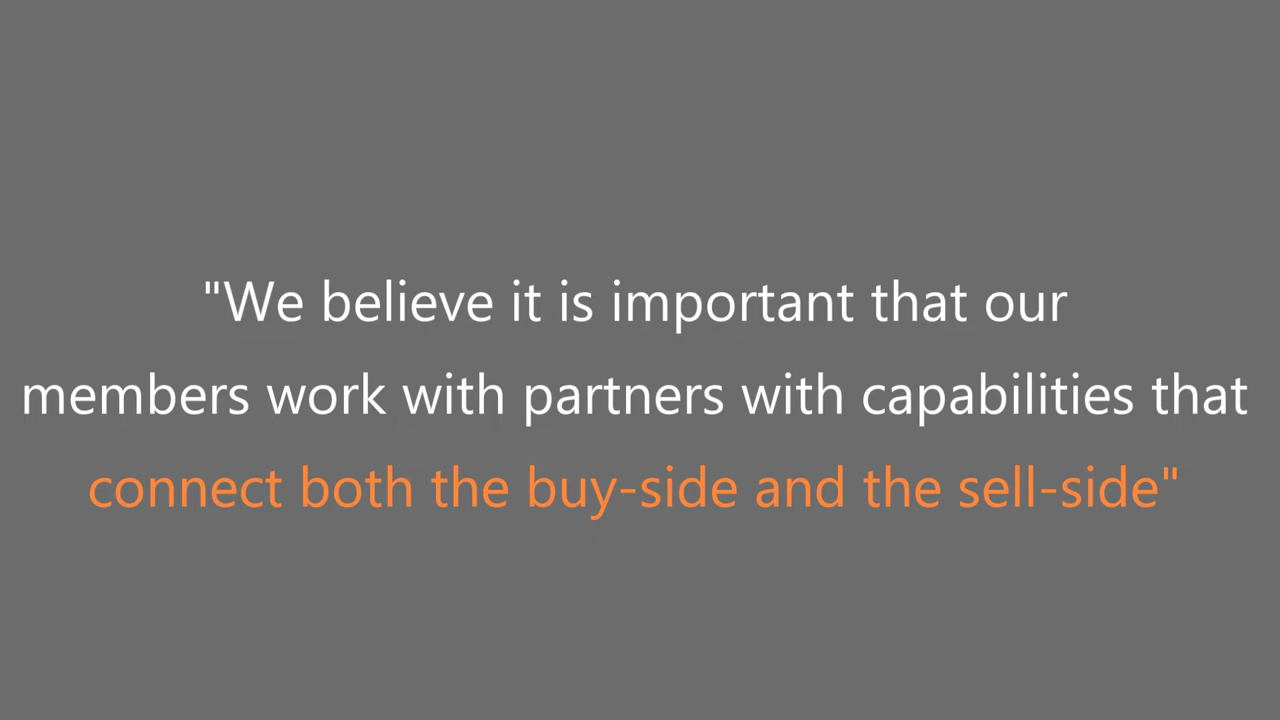 "We believe it is important that our
members work with partners with capabilities that
connect both the buy-side and the sell-side"